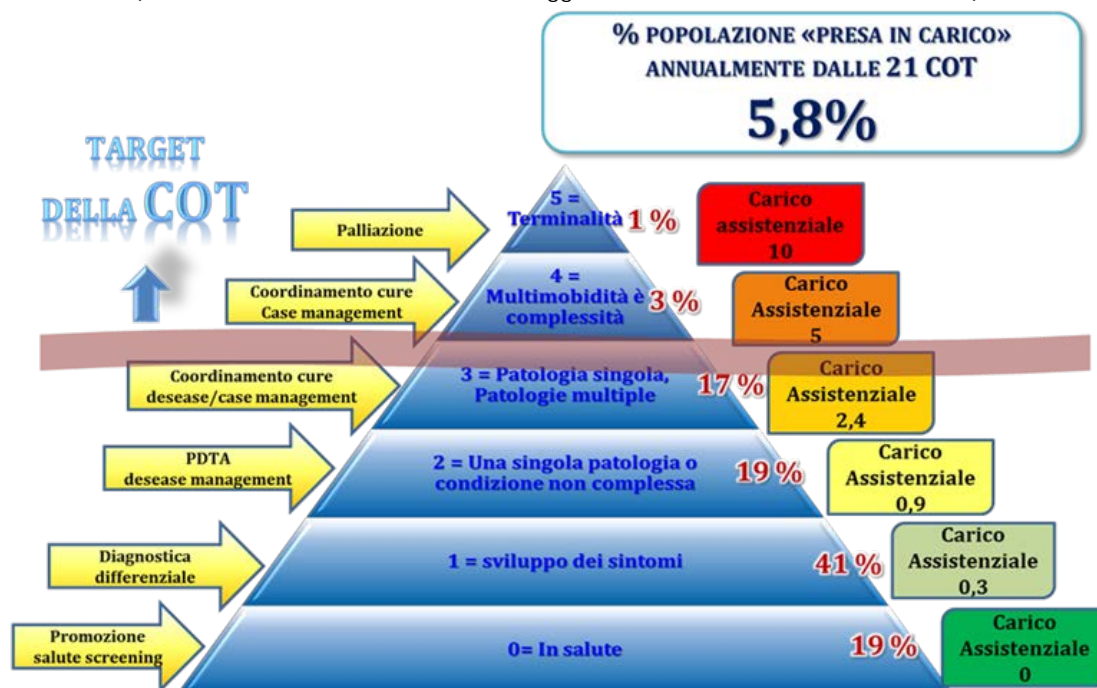 % POPOLAZIONE «PRESA IN CARICO»
ANNUALMENTE DALLE 21 COT
5,8%
TARGET
DELLA COT
Palliazione
5 =
Terminalità
1 %
Carico
assistenziale
10
Coordinamento cure
Case management
4 =
Multimobidità è
complessità
3 %
Carico
Assistenziale
5
Coordinamento cure
desease/case management
3 = Patologia singola,
Patologie multiple
17 %
Carico
Assistenziale
2,4
PDTA
desease management
2 = Una singola patologia o
condizione non complessa
19 %
Carico
Assistenziale
0,9
Diagnostica
differenziale
1 = sviluppo dei sintomi
41 %
Carico
Assistenziale
0,3
Promozione
salute screening
0= In salute
19 %
Carico
Assistenziale
0